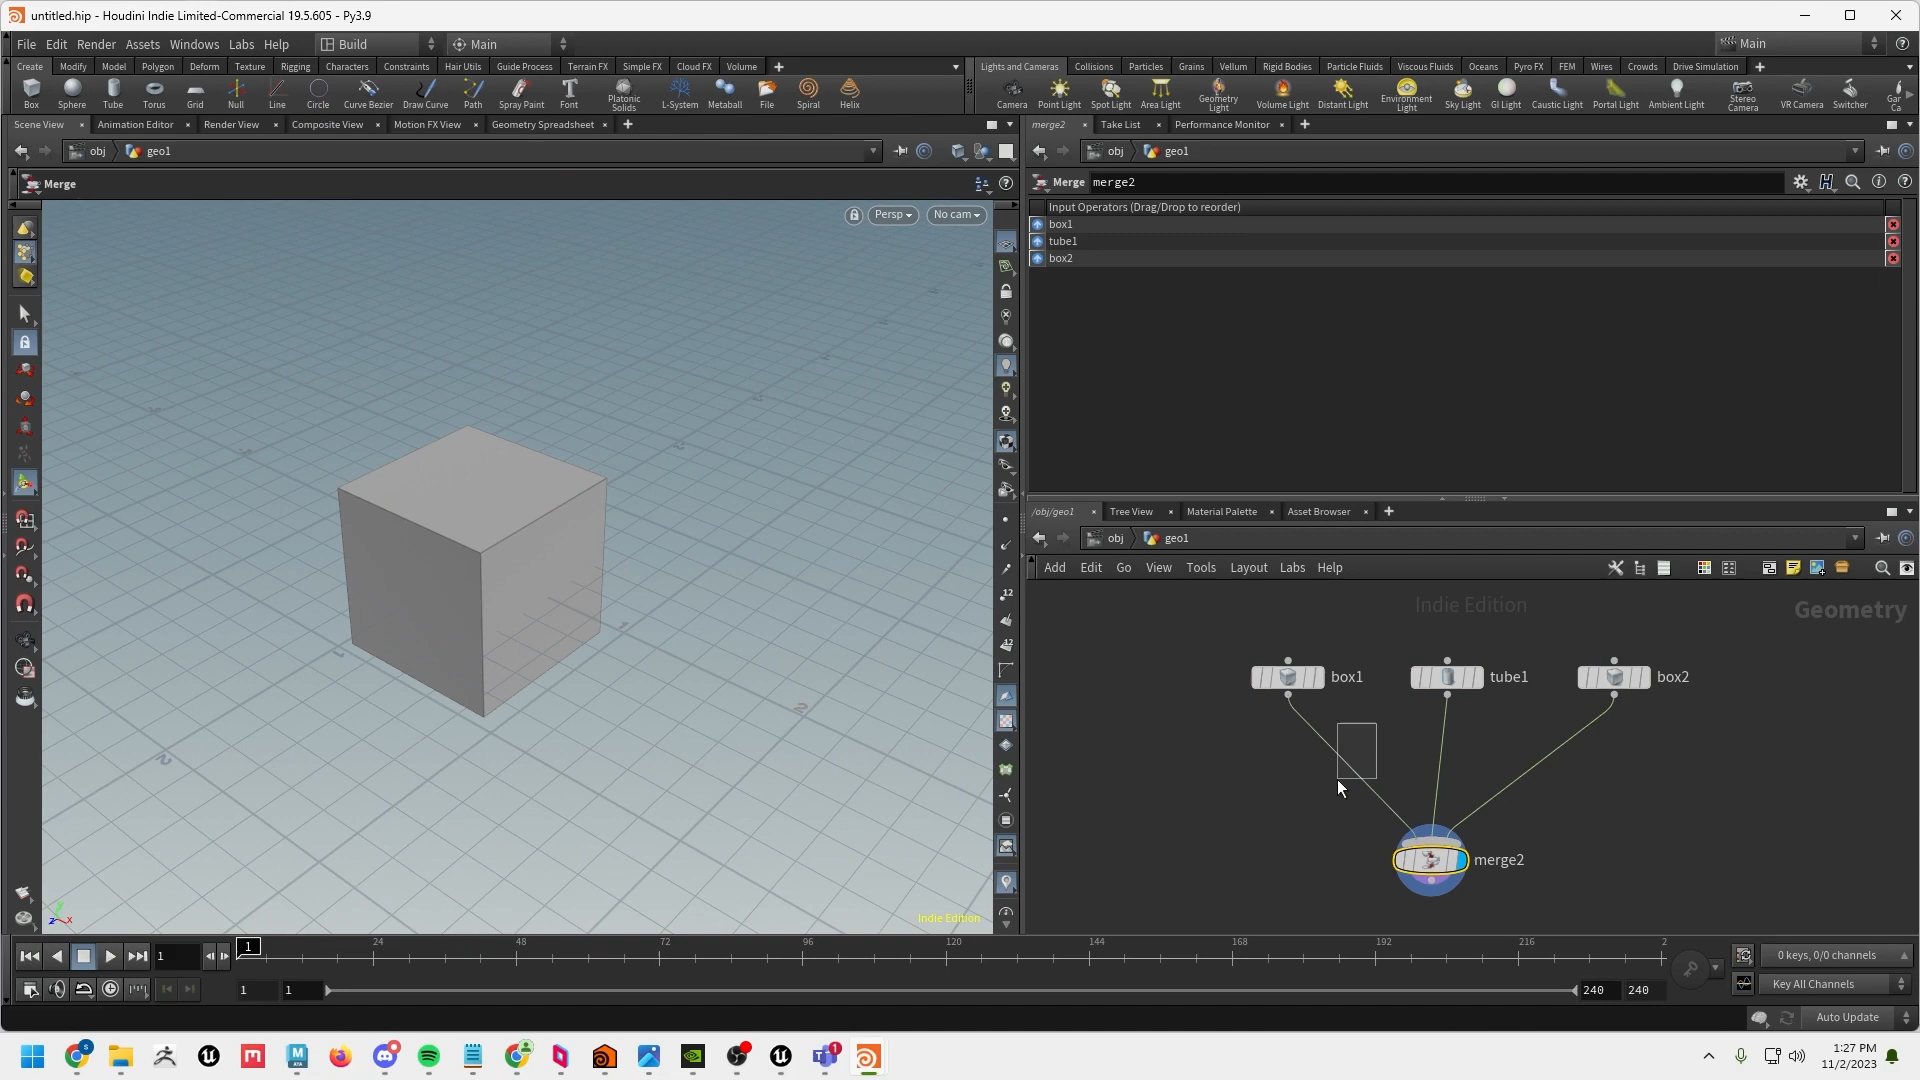 untitled.hip - Houdini Indie Limited-Commercial 19.5.605 - Py3.9
File Edit Render Assets Windows Labs Help Build Main Main
Create Modify Model Polygon Deform Texture Rigging Characters Constraints Hair Utils Guide Process Terrain FX Simple FX Cloud FX Volume
Lights and Cameras Collisions Particles Grains Vellum Rigid Bodies Particle Fluids Viscous Fluids Oceans Pyro FX FEM Wires Crowds Drive Simulation
Box Sphere Tube Torus Grid Null Line Circle Curve Bezier Draw Curve Path Spray Paint Font Platonic Solids L-System Metaball File Spiral Helix
Camera Point Light Spot Light Area Light Geometry Light Volume Light Distant Light Environment Light Sky Light GI Light Caustic Light Portal Light Ambient Light Stereo Camera VR Camera Switcher Gar Ca
Scene View Animation Editor Render View Composite View Motion FX View Geometry Spreadsheet
merge2 Take List Performance Monitor
obj geo1
obj geo1
Merge
Merge merge2
Persp No cam
Input Operators (Drag/Drop to reorder)
box1
tube1
box2
/obj/geo1 Tree View Material Palette Asset Browser
obj geo1
Add Edit Go View Tools Layout Labs Help
Indie Edition
Geometry
box1 tube1 box2
merge2
Indie Edition
1 1 24 48 72 96 120 144 168 192 216 2
0 keys, 0/0 channels
1 1 240 240
Key All Channels
Auto Update
1:27 PM
11/2/2023